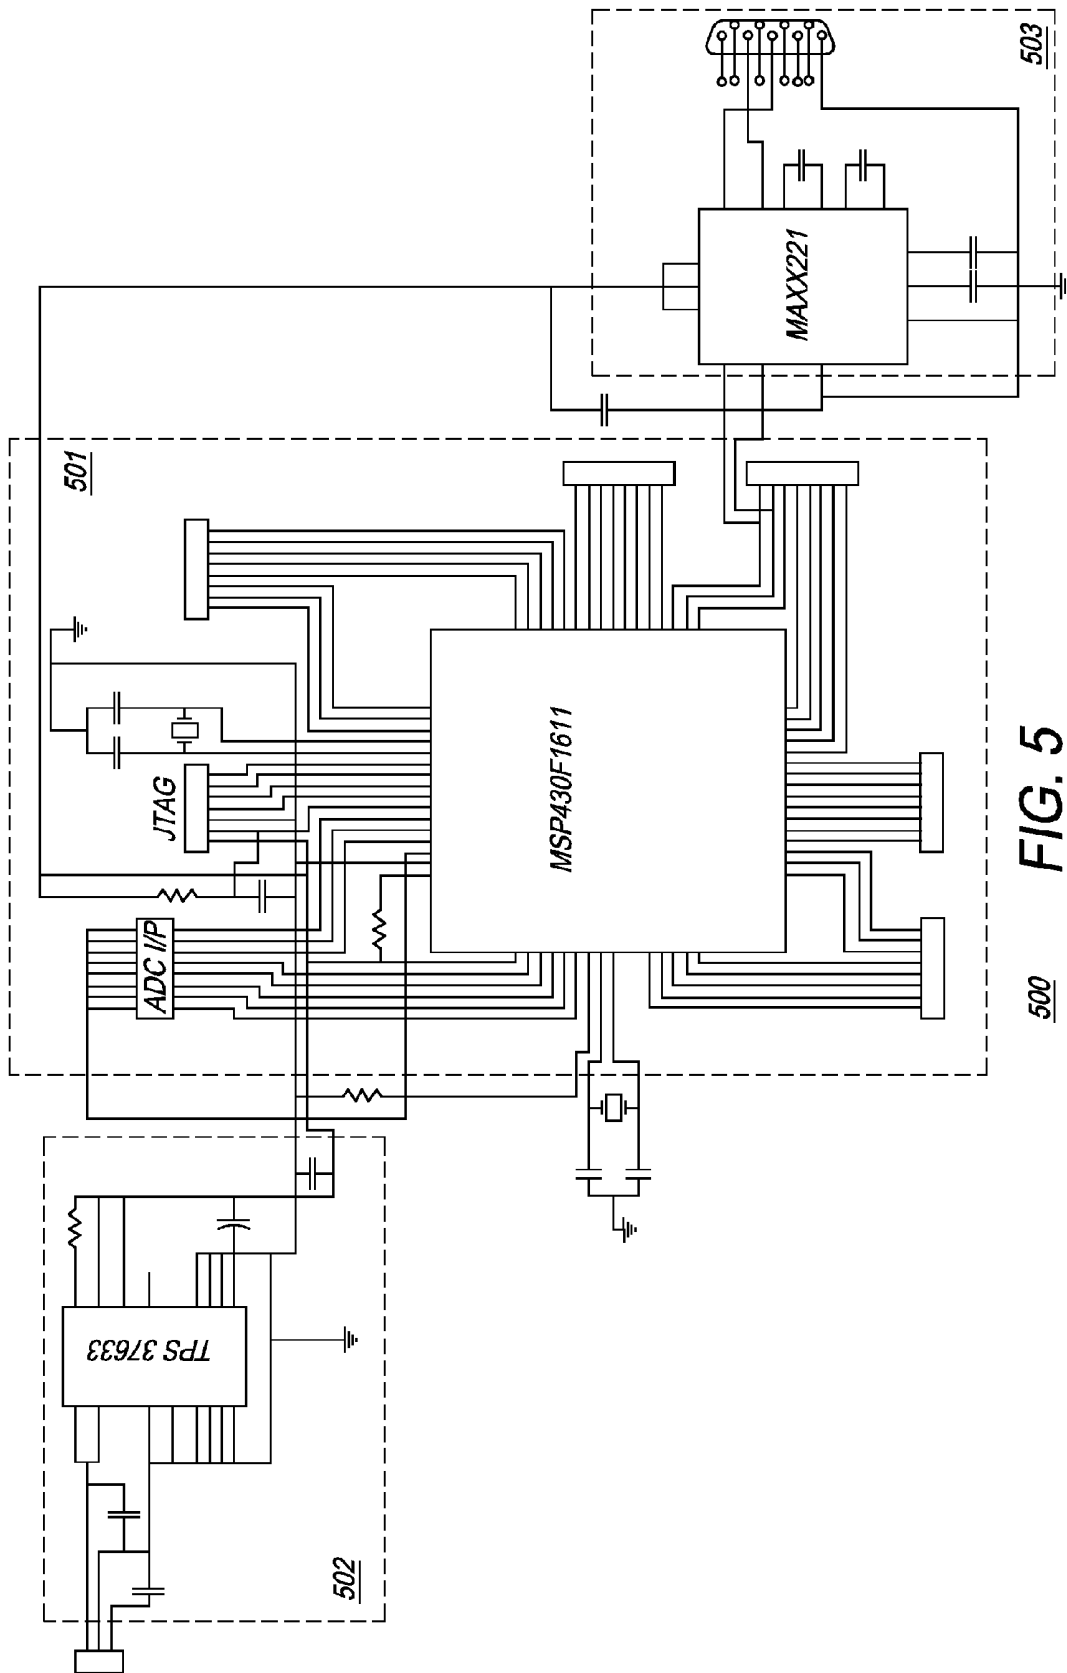 503
MAXX221
501
JTAG
ADC I/P
MSP430F1611
TPS 37633
502
500
FIG. 5